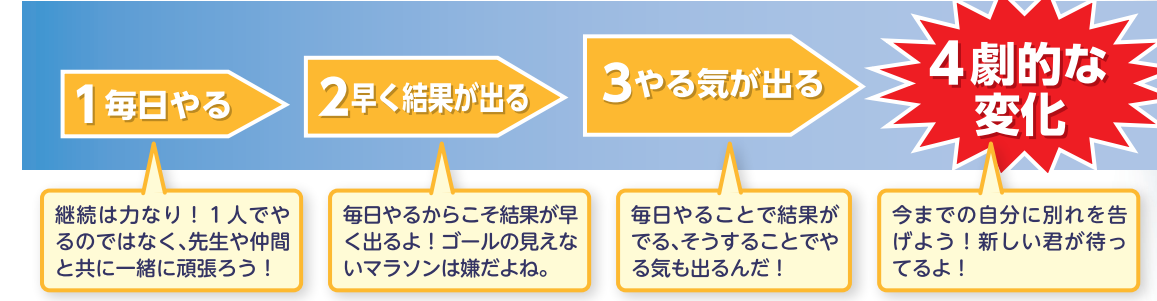 1毎日やる
2早く結果が出る
3やる気が出る
4劇的な
変化
継続は力なり！１人でや
るのではなく、先生や仲間
と共に一緒に頑張ろう！
毎日やるからこそ結果が早
く出るよ！ゴールの見えな
いマラソンは嫌だよね。
毎日やることで結果が
でる、そうすることでや
る気も出るんだ！
今までの自分に別れを告
げよう！新しい君が待っ
てるよ！